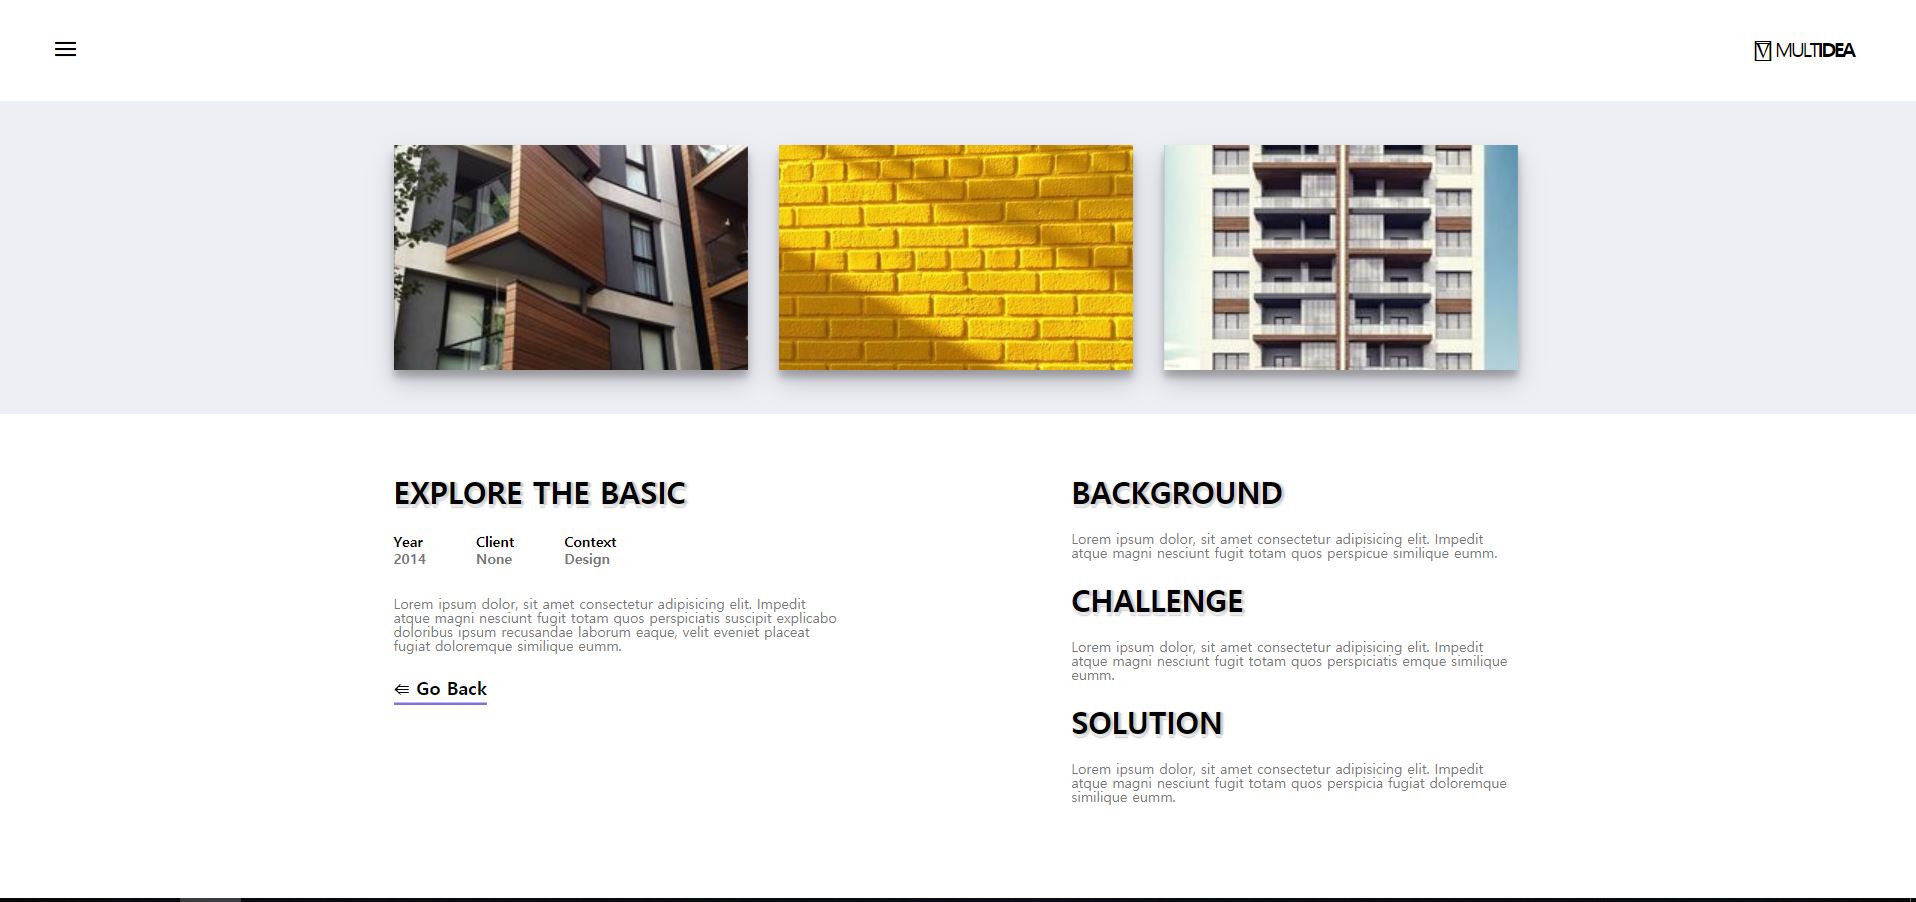 MULTIDEA
EXPLORE THE BASIC
Year Client Context
2014 None Design
Lorem ipsum dolor, sit amet consectetur adipisicing elit. Impedit
atque magni nesciunt fugit totam quos perspiciatis suscipit explicabo
doloribus ipsum recusandae laborum eaque, velit eveniet placeat
fugiat doloremque similique eumm.
⇐ Go Back
BACKGROUND
Lorem ipsum dolor, sit amet consectetur adipisicing elit. Impedit
atque magni nesciunt fugit totam quos perspicue similique eumm.
CHALLENGE
Lorem ipsum dolor, sit amet consectetur adipisicing elit. Impedit
atque magni nesciunt fugit totam quos perspiciatis emque similique
eumm.
SOLUTION
Lorem ipsum dolor, sit amet consectetur adipisicing elit. Impedit
atque magni nesciunt fugit totam quos perspicia fugiat doloremque
similique eumm.